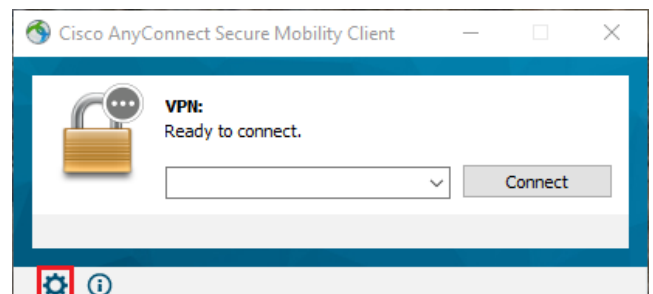 Cisco AnyConnect Secure Mobility Client
VPN:
Ready to connect.
Connect